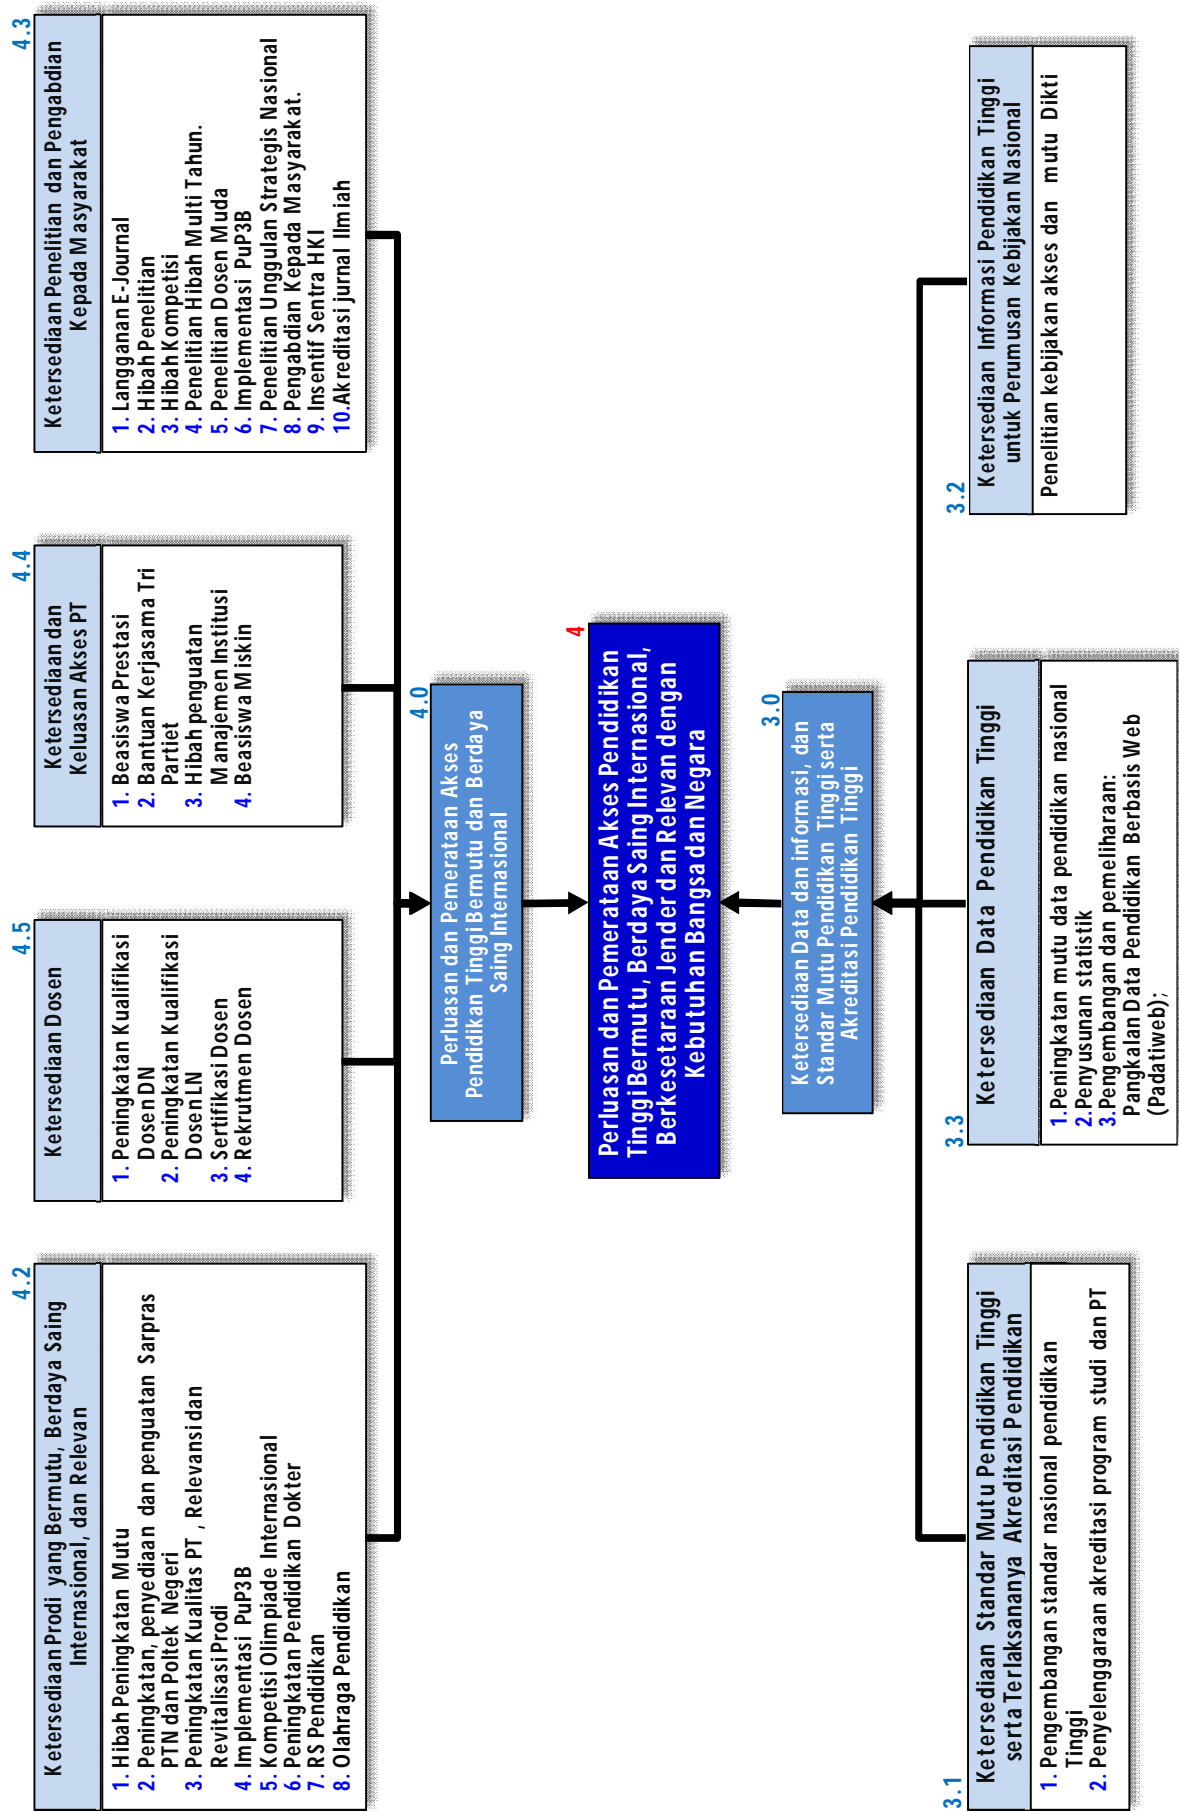 4.2
Ketersediaan Prodi yang Bermutu, Berdaya Saing
Internasional, dan Relevan
1. Hibah Peningkatan Mutu
2. Peningkatan, penyediaan dan penguatan Sarpras
PTN dan Poltek Negeri
3. Peningkatan Kualitas PT , Relevansi dan
Revitalisasi Prodi
4. Implementasi PuP3B
5. Kompetisi Olimpiade Internasional
6. Peningkatan Pendidikan Dokter
7. RS Pendidikan
8. Olahraga Pendidikan
4.5
Ketersediaan Dosen
1. Peningkatan Kualifikasi
Dosen DN
2. Peningkatan Kualifikasi
Dosen LN
3. Sertifikasi Dosen
4. Rekrutmen Dosen
4.4
Ketersediaan dan
Keluasan Akses PT
1. Beasiswa Prestasi
2. Bantuan Kerjasama Tri
Partiet
3. Hibah penguatan
Manajemen Institusi
4. Beasiswa Miskin
4.3
Ketersediaan Penelitian dan Pengabdian
Kepada Masyarakat
1. Langganan E-Journal
2. Hibah Penelitian
3. Hibah Kompetisi
4. Penelitian Hibah Multi Tahun.
5. Penelitian Dosen Muda
6. Implementasi PuP3B
7. Penelitian Unggulan Strategis Nasional
8. Pengabdian Kepada Masyarakat.
9. Insentif Sentra HKI
10.Akreditasi jurnal Ilmiah
4.0
Perluasan dan Pemerataan Akses
Pendidikan Tinggi Bermutu dan Berdaya
Saing Internasional
4
Perluasan dan Pemerataan Akses Pendidikan
Tinggi Bermutu, Berdaya Saing Internasional,
Berkesetaraan Jender dan Relevan dengan
Kebutuhan Bangsa dan Negara
3.0
Ketersediaan Data dan informasi, dan
Standar Mutu Pendidikan Tinggi serta
Akreditasi Pendidikan Tinggi
3.1
Ketersediaan Standar Mutu Pendidikan Tinggi
serta Terlaksananya Akreditasi Pendidikan
1. Pengembangan standar nasional pendidikan
Tinggi
2. Penyelenggaraan akreditasi program studi dan PT
3.3
Ketersediaan Data Pendidikan Tinggi
1.Peningkatan mutu data pendidikan nasional
2.Penyusunan statistik
3.Pengembangan dan pemeliharaan:
Pangkalan Data Pendidikan Berbasis Web
(Padatiweb);
3.2
Ketersediaan Informasi Pendidikan Tinggi
untuk Perumusan Kebijakan Nasional
Penelitian kebijakan akses dan mutu Dikti